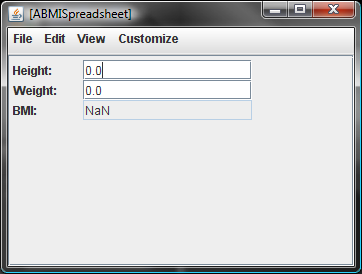 [ABMISpreadsheet]
File Edit View Customize
Height: 0.0
Weight: 0.0
BMI: NaN